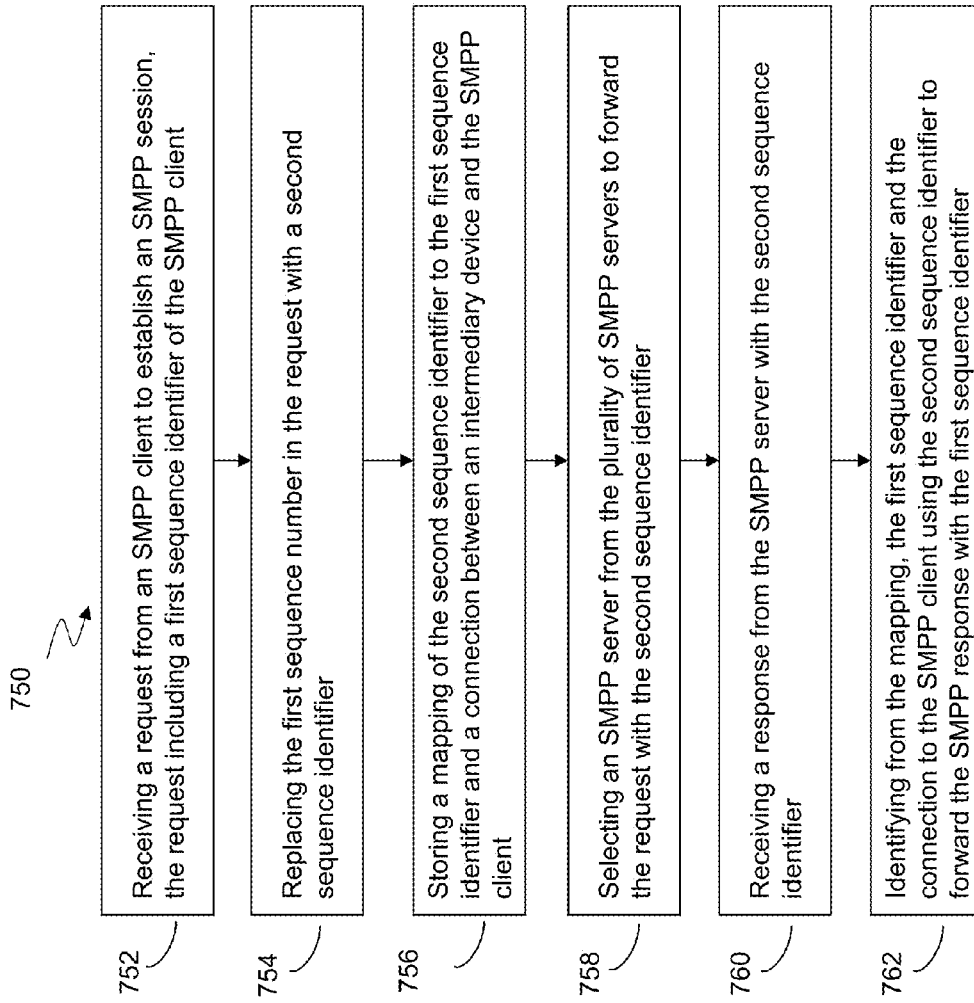 750
752
Receiving a request from an SMPP client to establish an SMPP session,
the request including a first sequence identifier of the SMPP client
754
Replacing the first sequence number in the request with a second
sequence identifier
756
Storing a mapping of the second sequence identifier to the first sequence
identifier and a connection between an intermediary device and the SMPP
client
758
Selecting an SMPP server from the plurality of SMPP servers to forward
the request with the second sequence identifier
760
Receiving a response from the SMPP server with the second sequence
identifier
762
Identifying from the mapping, the first sequence identifier and the
connection to the SMPP client using the second sequence identifier to
forward the SMPP response with the first sequence identifier